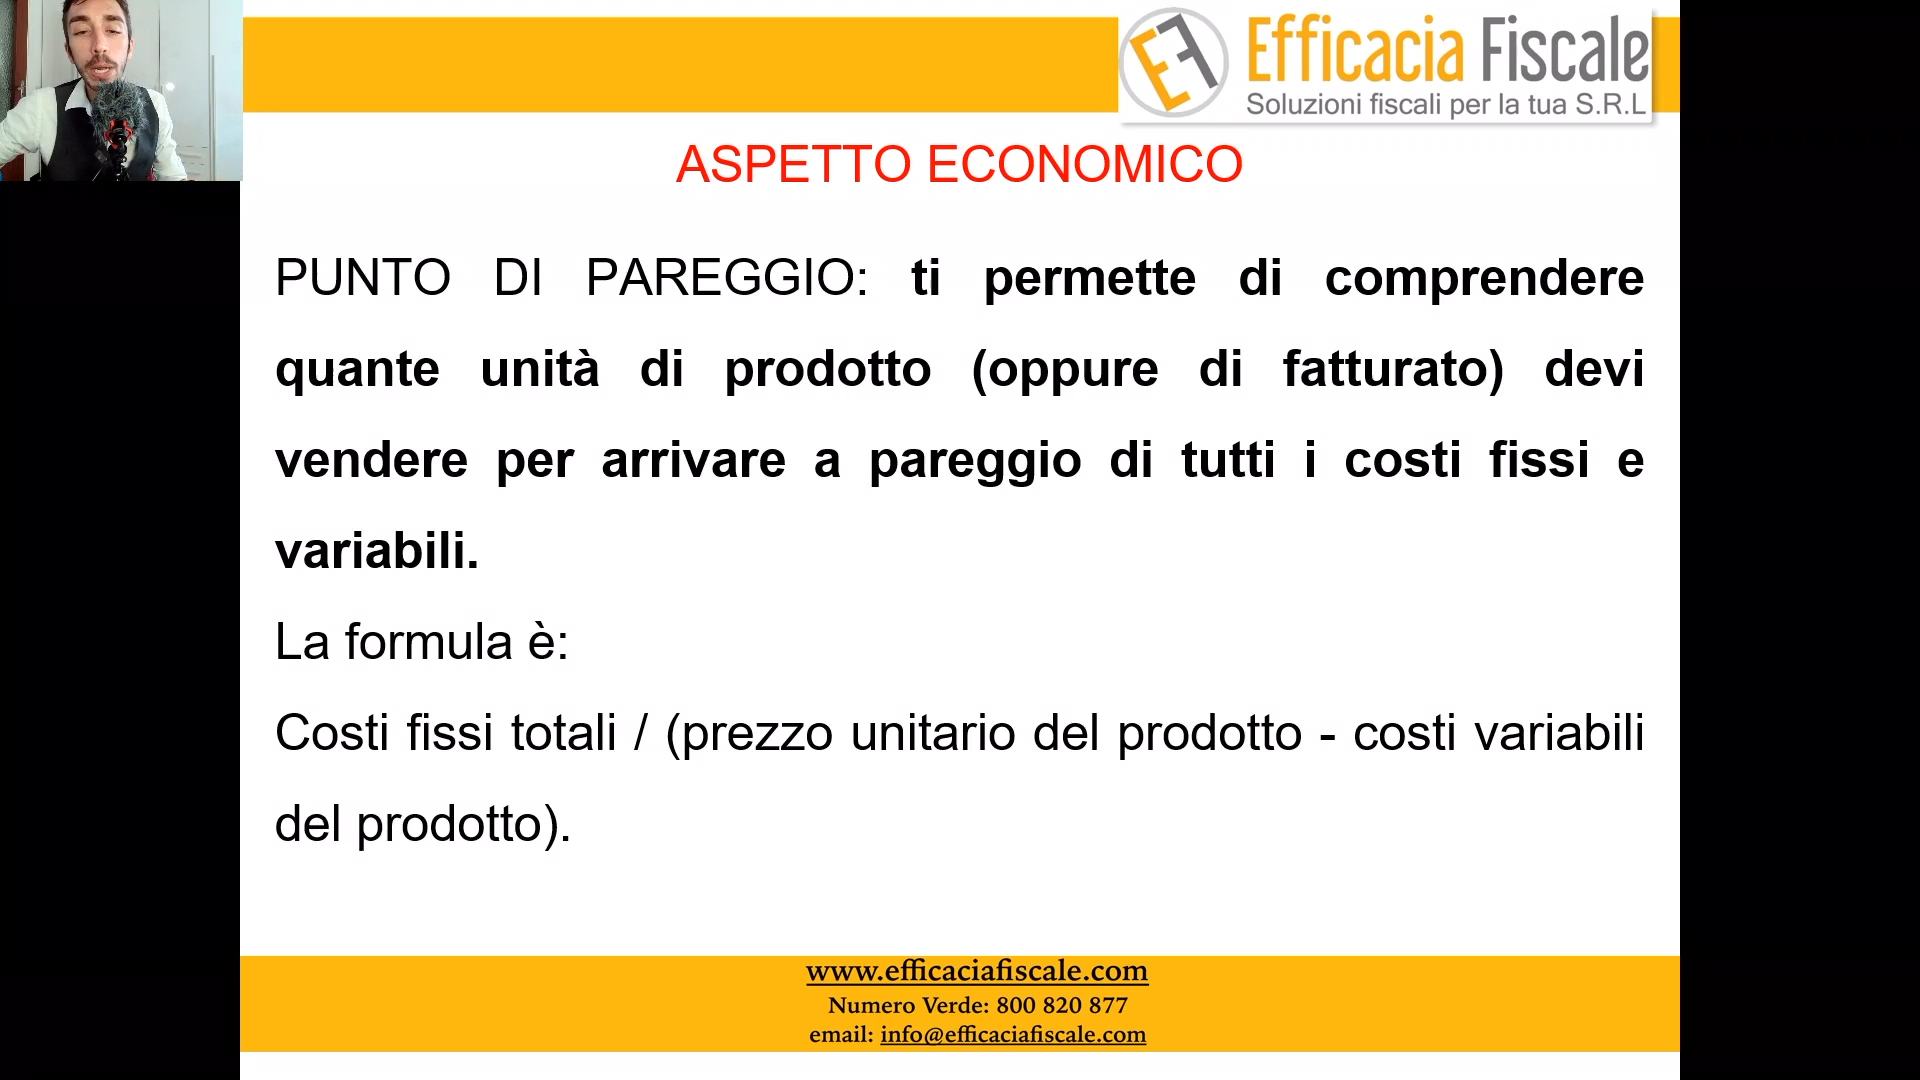 Efficacia Fiscale
Soluzioni fiscali per la tua S.R.L
ASPETTO ECONOMICO
PUNTO DI PAREGGIO: ti permette di comprendere
quante unità di prodotto (oppure di fatturato) devi
vendere per arrivare a pareggio di tutti i costi fissi e
variabili.
La formula è:
Costi fissi totali / (prezzo unitario del prodotto - costi variabili
del prodotto).
www.efficaciafiscale.com
Numero Verde: 800 820 877
email: info@efficaciafiscale.com